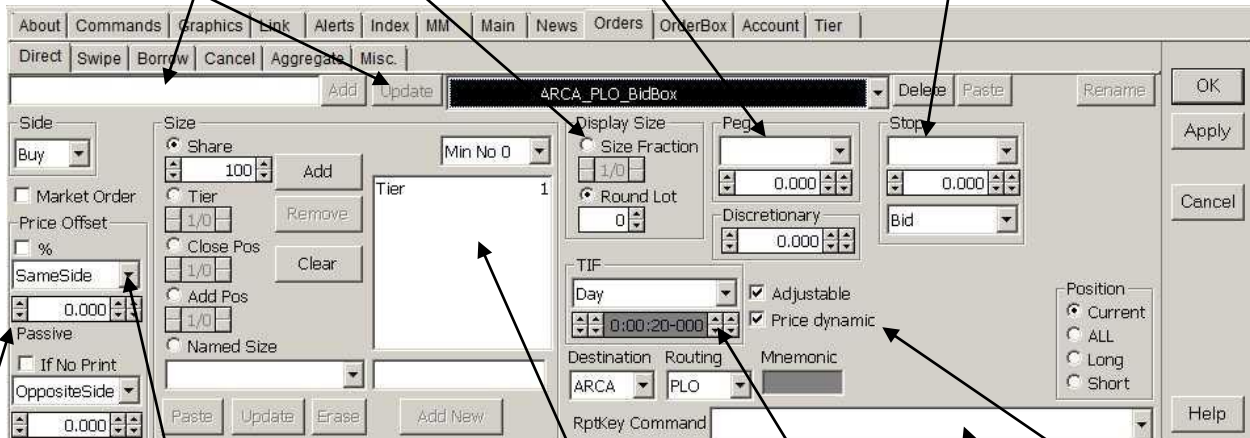 About Commands Graphics Link Alerts Index MM Main News Orders OrderBox Account Tier
Direct Swipe Borrow Cancel Aggregate Misc.
Add Update ARCA_PLO_BidBox Delete Paste Rename OK
Side Size Display Size Peg Stop Apply
Buy Share Min No 0 Size Fraction
100 Add 1/0
Market Order Tier Tier 1 Round Lot 0.000 0.000 Cancel
Price Offset 1/0 Remove 0 Discretionary Bid
% Close Pos 0.000
SameSide 1/0 Clear TIF
0.000 Add Pos Day Adjustable Position
Passive 1/0 0:00:20-000 Price dynamic Current
If No Print Named Size ALL
OppositeSide Destination Routing Mnemonic Long
0.000 ARCA PLO Short
Paste Update Erase Add New RptKey Command Help